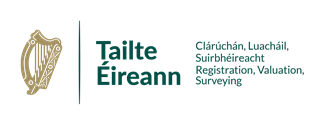 Tailte
Éireann
Clárúchán, Luacháil,
Suirbhéireacht
Registration, Valuation,
Surveying